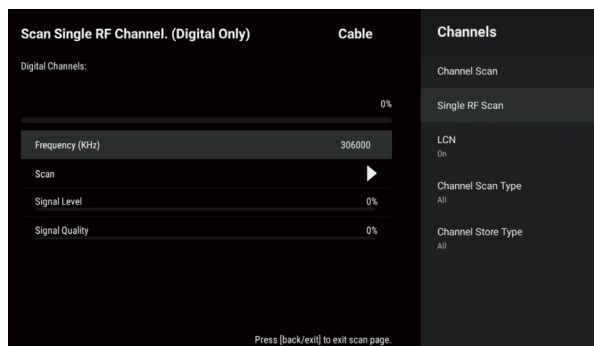 Scan Single RF Channel. (Digital Only) Cable
Digital Channels:
0%
Frequency (KHz) 306000
Scan
Signal Level 0%
Signal Quality 0%
Press [back/exit] to exit scan page.
Channels
Channel Scan
Single RF Scan
LCN
On
Channel Scan Type
All
Channel Store Type
All